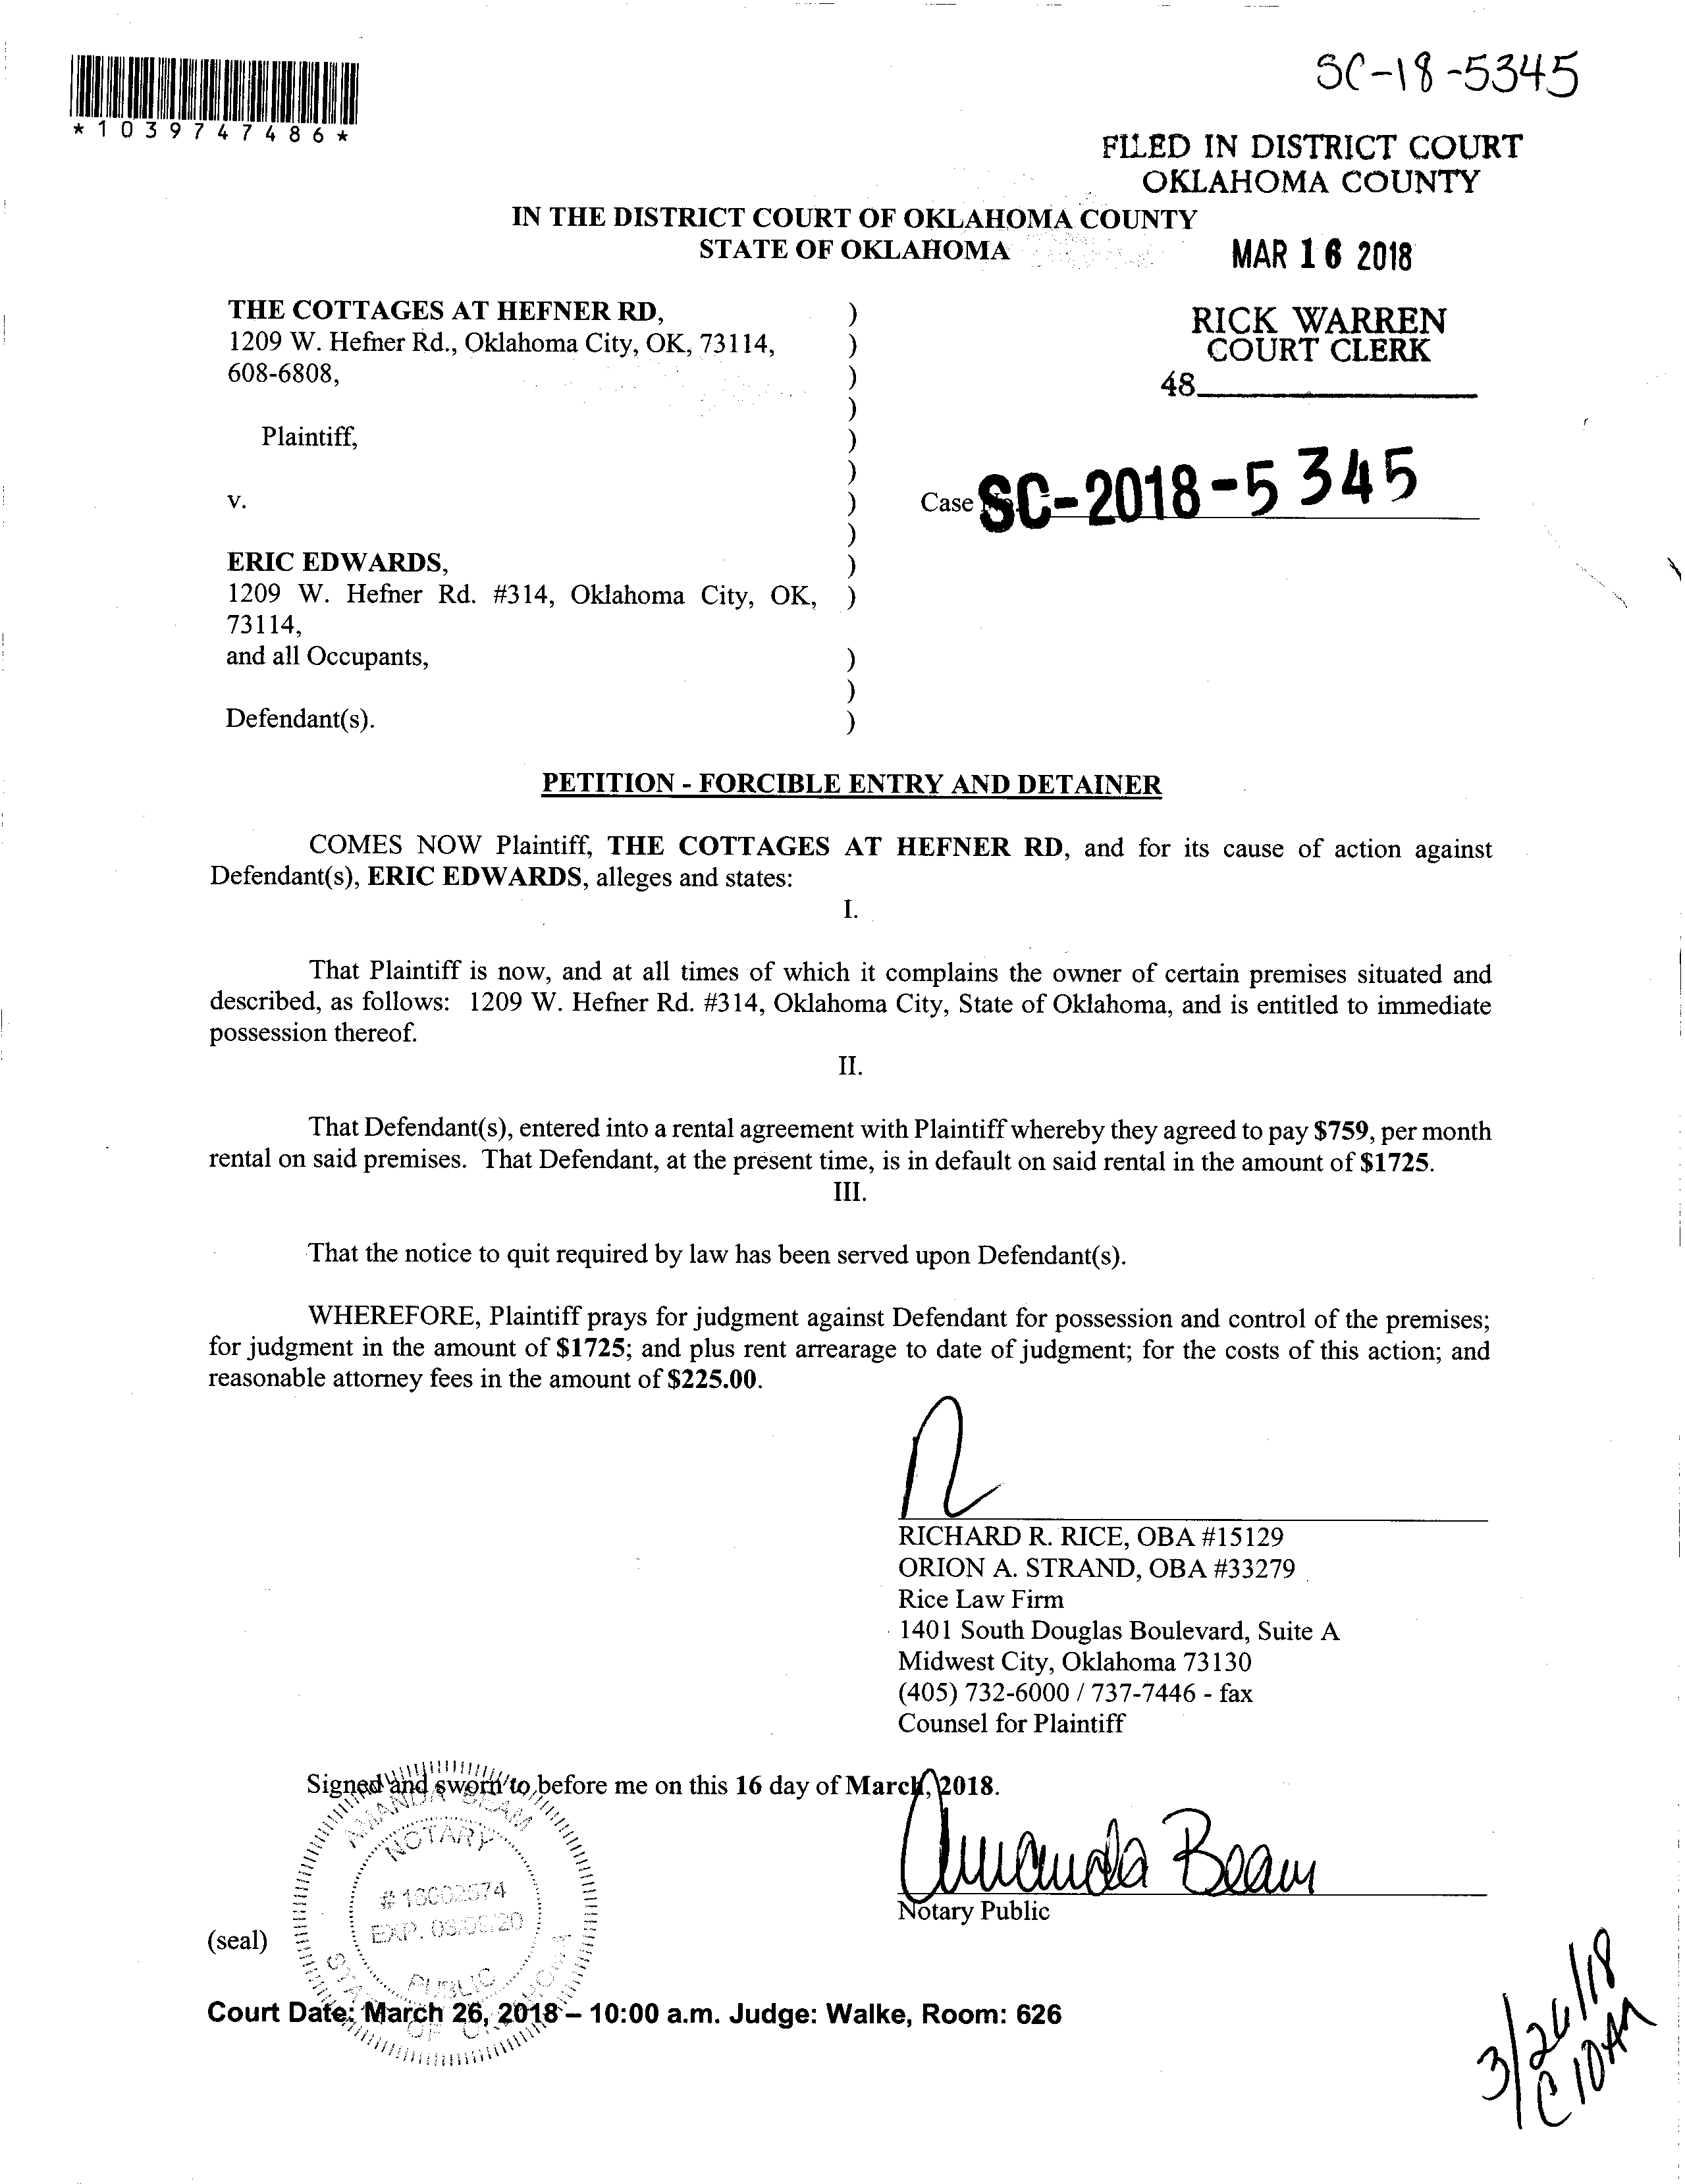 SC-18-5345
*1039747486*
FILED IN DISTRICT COURT
OKLAHOMA COUNTY
IN THE DISTRICT COURT OF OKLAHOMA COUNTY
STATE OF OKLAHOMA
MAR 16 2018
THE COTTAGES AT HEFNER RD, )
1209 W. Hefner Rd., Oklahoma City, OK, 73114, )
608-6808, )
RICK WARREN
COURT CLERK
48
)
Plaintiff, )
)
v. )
Case SC-2018-5345
)
ERIC EDWARDS, )
1209 W. Hefner Rd. #314, Oklahoma City, OK, )
73114,
and all Occupants, )
)
Defendant(s). )
PETITION - FORCIBLE ENTRY AND DETAINER
COMES NOW Plaintiff, THE COTTAGES AT HEFNER RD, and for its cause of action against
Defendant(s), ERIC EDWARDS, alleges and states:
I.
That Plaintiff is now, and at all times of which it complains the owner of certain premises situated and
described, as follows: 1209 W. Hefner Rd. #314, Oklahoma City, State of Oklahoma, and is entitled to immediate
possession thereof.
II.
That Defendant(s), entered into a rental agreement with Plaintiff whereby they agreed to pay $759, per month
rental on said premises. That Defendant, at the present time, is in default on said rental in the amount of $1725.
III.
That the notice to quit required by law has been served upon Defendant(s).
WHEREFORE, Plaintiff prays for judgment against Defendant for possession and control of the premises;
for judgment in the amount of $1725; and plus rent arrearage to date of judgment; for the costs of this action; and
reasonable attorney fees in the amount of $225.00.
RICHARD R. RICE, OBA #15129
ORION A. STRAND, OBA #33279
Rice Law Firm
1401 South Douglas Boulevard, Suite A
Midwest City, Oklahoma 73130
(405) 732-6000 / 737-7446 - fax
Counsel for Plaintiff
Signed and sworn to before me on this 16 day of March, 2018.
AMANDA BEAM
NOTARY
EXP.
PUBLIC
STATE OF OKLAHOMA
Amanda Beam
Notary Public
(seal)
Court Date: March 26, 2018 – 10:00 a.m. Judge: Walke, Room: 626
3/26/18
10AM